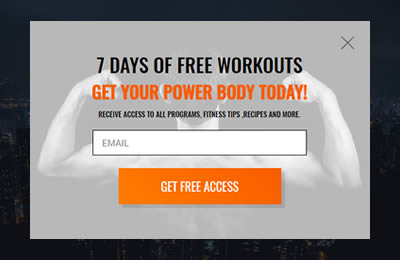 7 DAYS OF FREE WORKOUTS
GET YOUR POWER BODY TODAY!
RECEIVE ACCESS TO ALL PROGRAMS, FITNESS TIPS ,RECIPES AND MORE.
EMAIL
GET FREE ACCESS